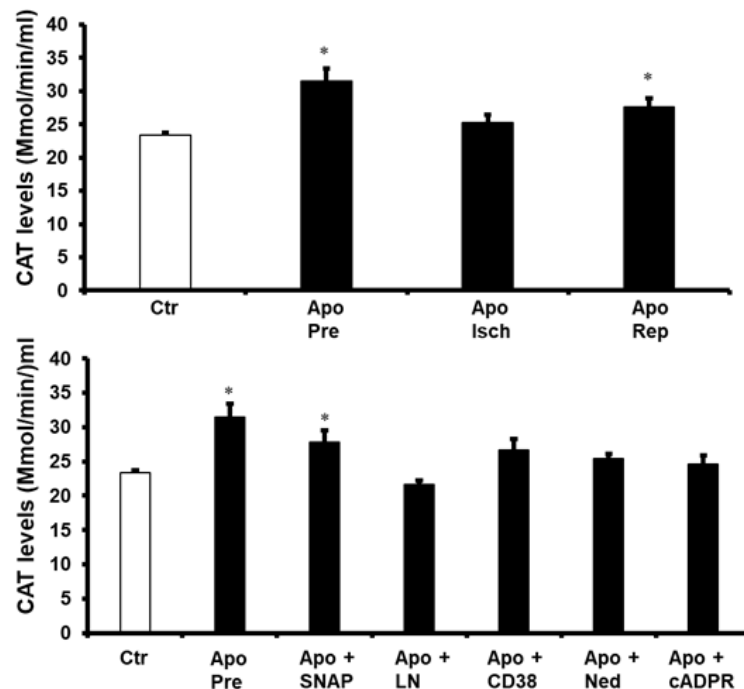 CAT levels (Mmol/min/ml)
40
35
30
25
20
15
10
5
0
*
*
Ctr
Apo
Pre
Apo
Isch
Apo
Rep
CAT levels (Mmol/min/)ml
40
35
30
25
20
15
10
5
0
*
*
Ctr
Apo
Pre
Apo +
SNAP
Apo +
LN
Apo +
CD38
Apo +
Ned
Apo +
cADPR